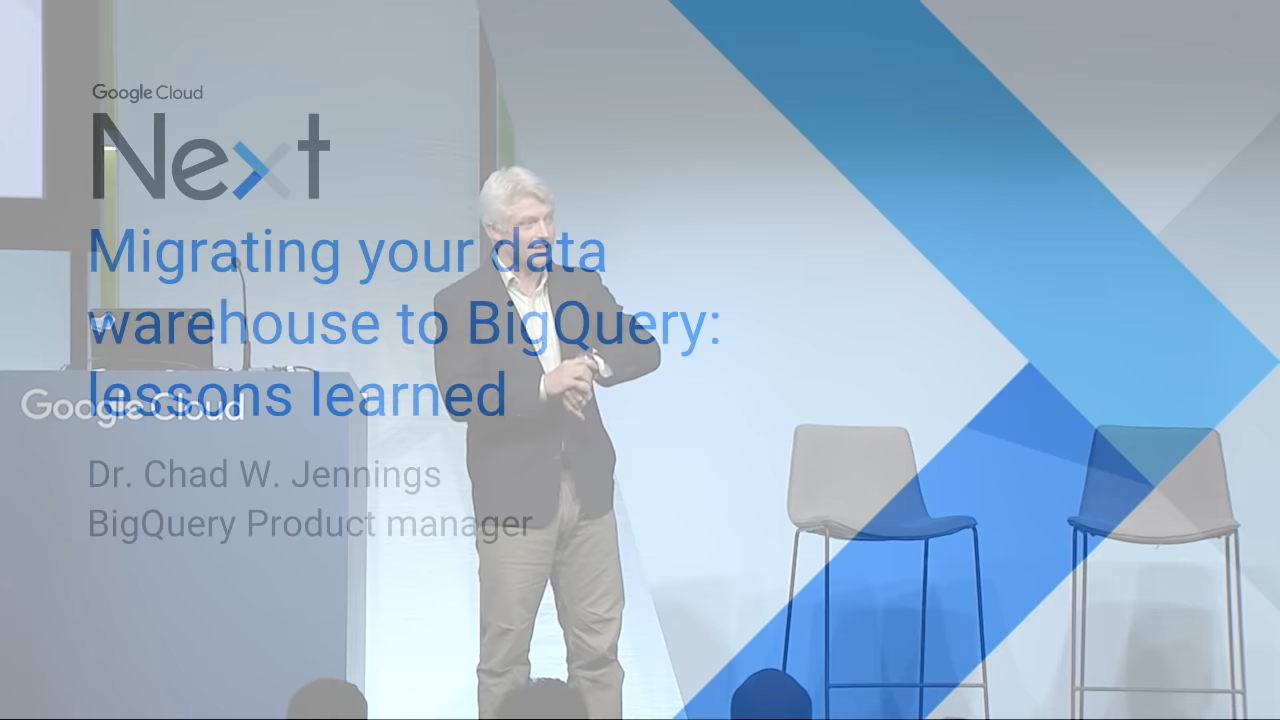 Google Cloud
Next
Migrating your data
warehouse to BigQuery:
lessons learned
Google Cloud
Dr. Chad W. Jennings
BigQuery Product manager